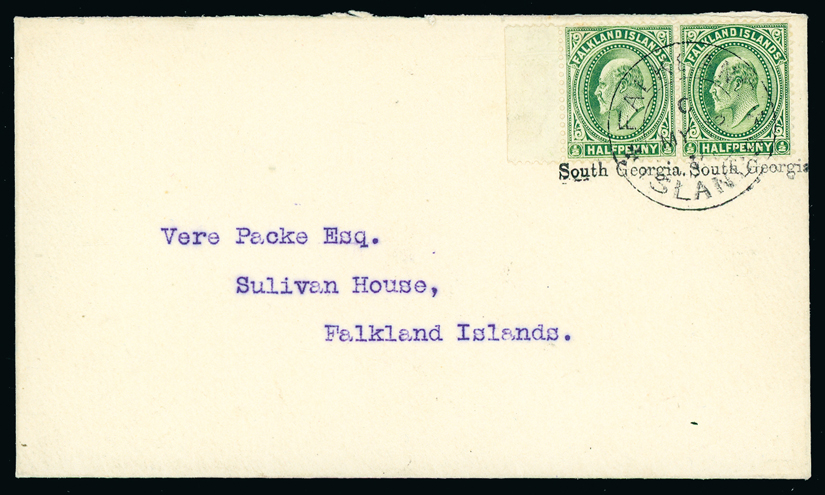 FALKLAND ISLANDS FALKLAND ISLANDS
HALFPENNY HALFPENNY
South Georgia. South Georgia
Vere Packe Esq.
Sulivan House,
Falkland Islands.